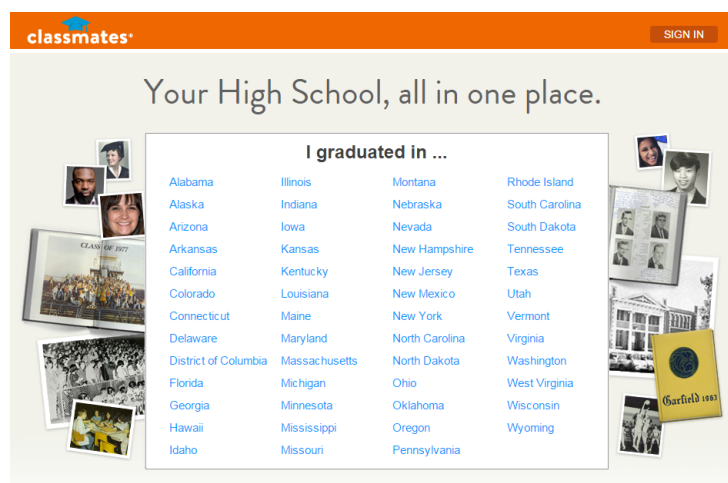 classmates
SIGN IN
Your High School, all in one place.
I graduated in ...
Alabama
Alaska
Arizona
Arkansas
California
Colorado
Connecticut
Delaware
District of Columbia
Florida
Georgia
Hawaii
Idaho
Illinois
Indiana
Iowa
Kansas
Kentucky
Louisiana
Maine
Maryland
Massachusetts
Michigan
Minnesota
Mississippi
Missouri
Montana
Nebraska
Nevada
New Hampshire
New Jersey
New Mexico
New York
North Carolina
North Dakota
Ohio
Oklahoma
Oregon
Pennsylvania
Rhode Island
South Carolina
South Dakota
Tennessee
Texas
Utah
Vermont
Virginia
Washington
West Virginia
Wisconsin
Wyoming
CLASS OF 1977
Garfield 1963